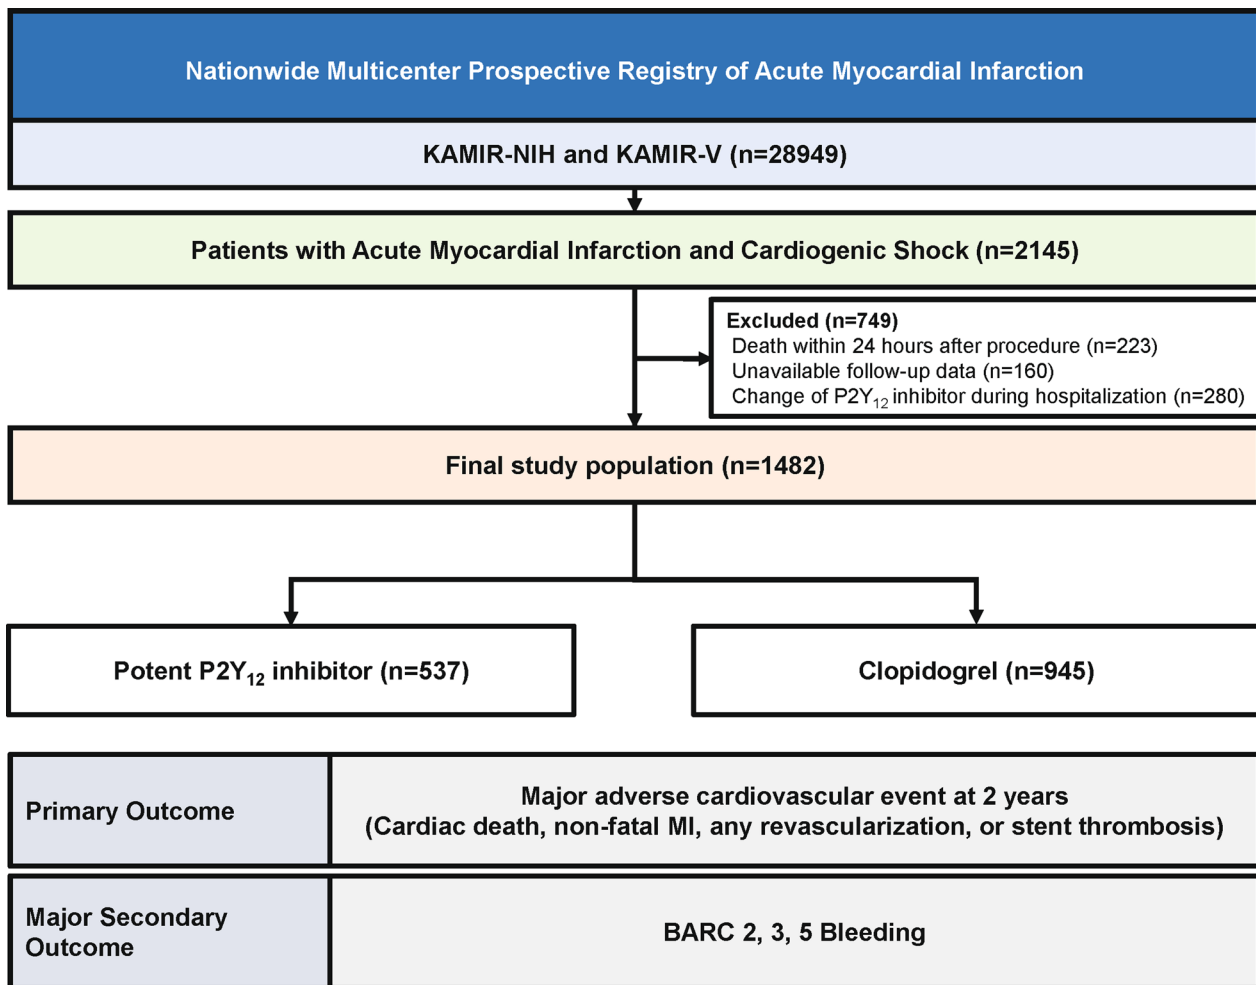 Nationwide Multicenter Prospective Registry of Acute Myocardial Infarction
KAMIR-NIH and KAMIR-V (n=28949)
Patients with Acute Myocardial Infarction and Cardiogenic Shock (n=2145)
Excluded (n=749)
Death within 24 hours after procedure (n=223)
Unavailable follow-up data (n=160)
Change of P2Y₁₂ inhibitor during hospitalization (n=280)
Final study population (n=1482)
Potent P2Y₁₂ inhibitor (n=537)
Clopidogrel (n=945)
Primary Outcome
Major adverse cardiovascular event at 2 years
(Cardiac death, non-fatal MI, any revascularization, or stent thrombosis)
Major Secondary
Outcome
BARC 2, 3, 5 Bleeding